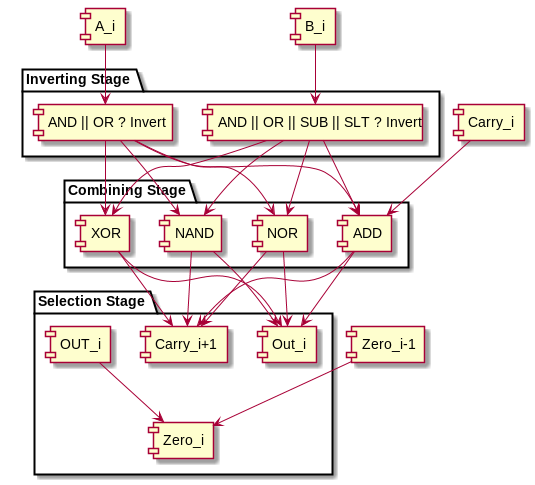 A_i
B_i
Inverting Stage
AND || OR ? Invert
AND || OR || SUB || SLT ? Invert
Carry_i
Combining Stage
XOR
NAND
NOR
ADD
Selection Stage
OUT_i
Carry_i+1
Out_i
Zero_i-1
Zero_i